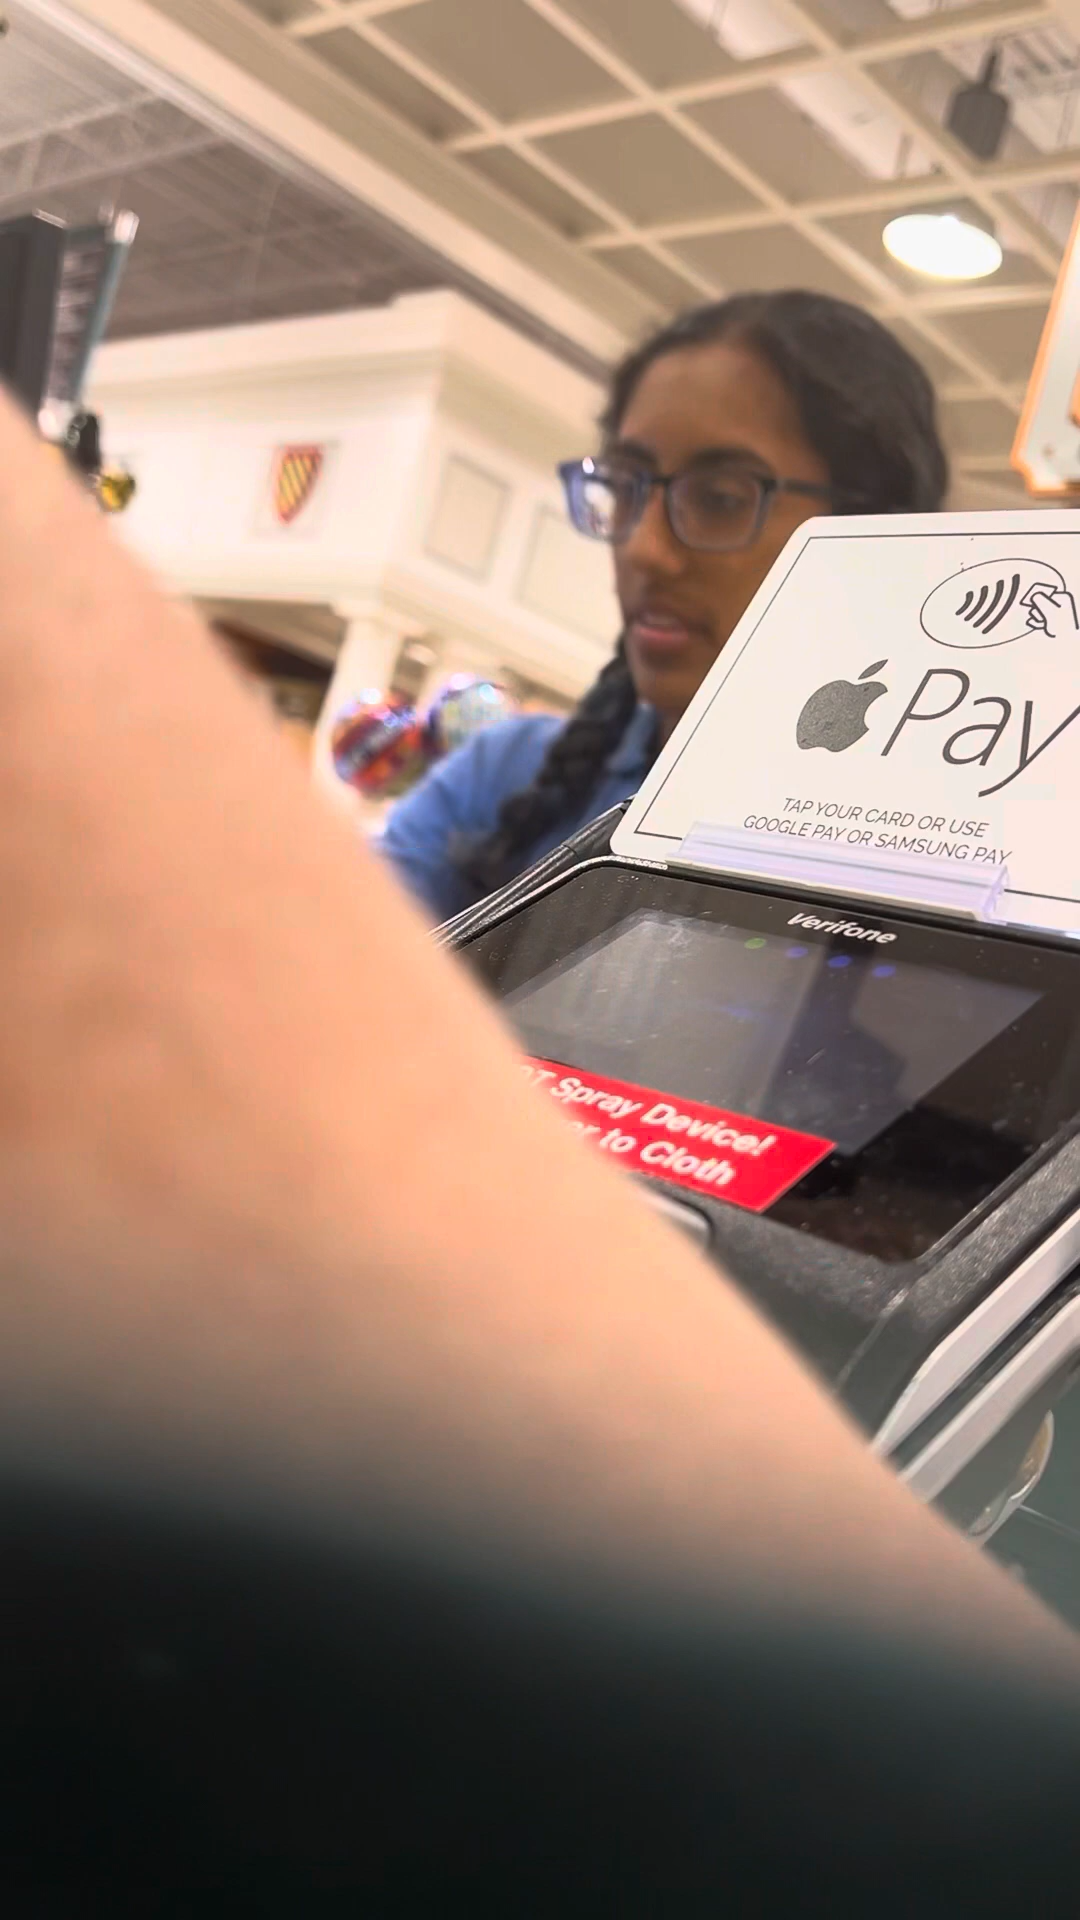 Pay
TAP YOUR CARD OR USE
GOOGLE PAY OR SAMSUNG PAY
Verifone
Spray Device!
to Cloth